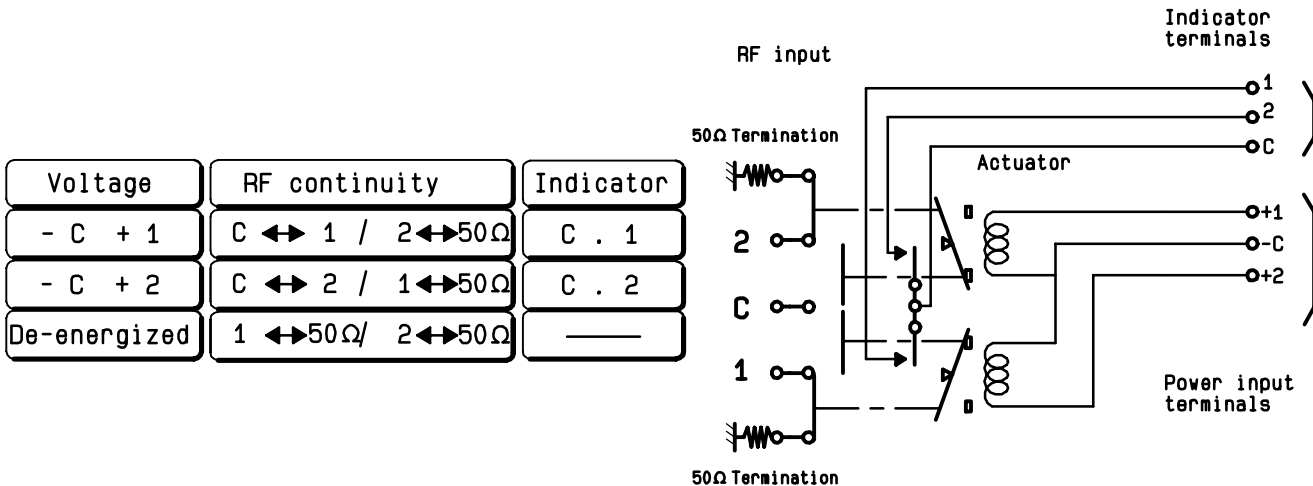 Voltage RF continuity Indicator
- C + 1 C ↔ 1 / 2↔50Ω C . 1
- C + 2 C ↔ 2 / 1↔50Ω C . 2
De-energized 1 ↔50Ω/ 2↔50Ω ———
RF input
Indicator
terminals
1
2
C
50Ω Termination
Actuator
2
C
1
+1
-C
+2
Power input
terminals
50Ω Termination